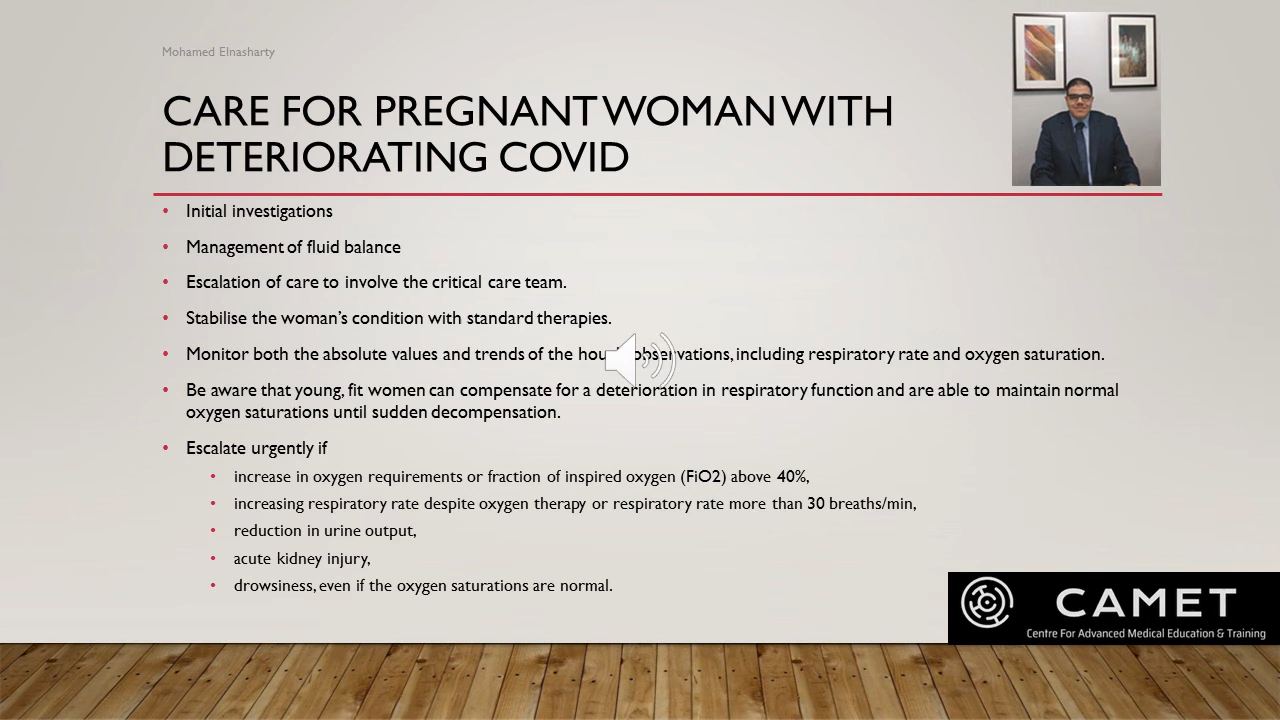 Mohamed Elnasharty
CARE FOR PREGNANT WOMAN WITH
DETERIORATING COVID
• Initial investigations
• Management of fluid balance
• Escalation of care to involve the critical care team.
• Stabilise the woman's condition with standard therapies.
• Monitor both the absolute values and trends of the observations, including respiratory rate and oxygen saturation.
• Be aware that young, fit women can compensate for a deterioration in respiratory function and are able to maintain normal
oxygen saturations until sudden decompensation.
• Escalate urgently if
• increase in oxygen requirements or fraction of inspired oxygen (FiO2) above 40%,
• increasing respiratory rate despite oxygen therapy or respiratory rate more than 30 breaths/min,
• reduction in urine output,
• acute kidney injury,
• drowsiness, even if the oxygen saturations are normal.
CAMET
Centre For Advanced Medical Education & Training